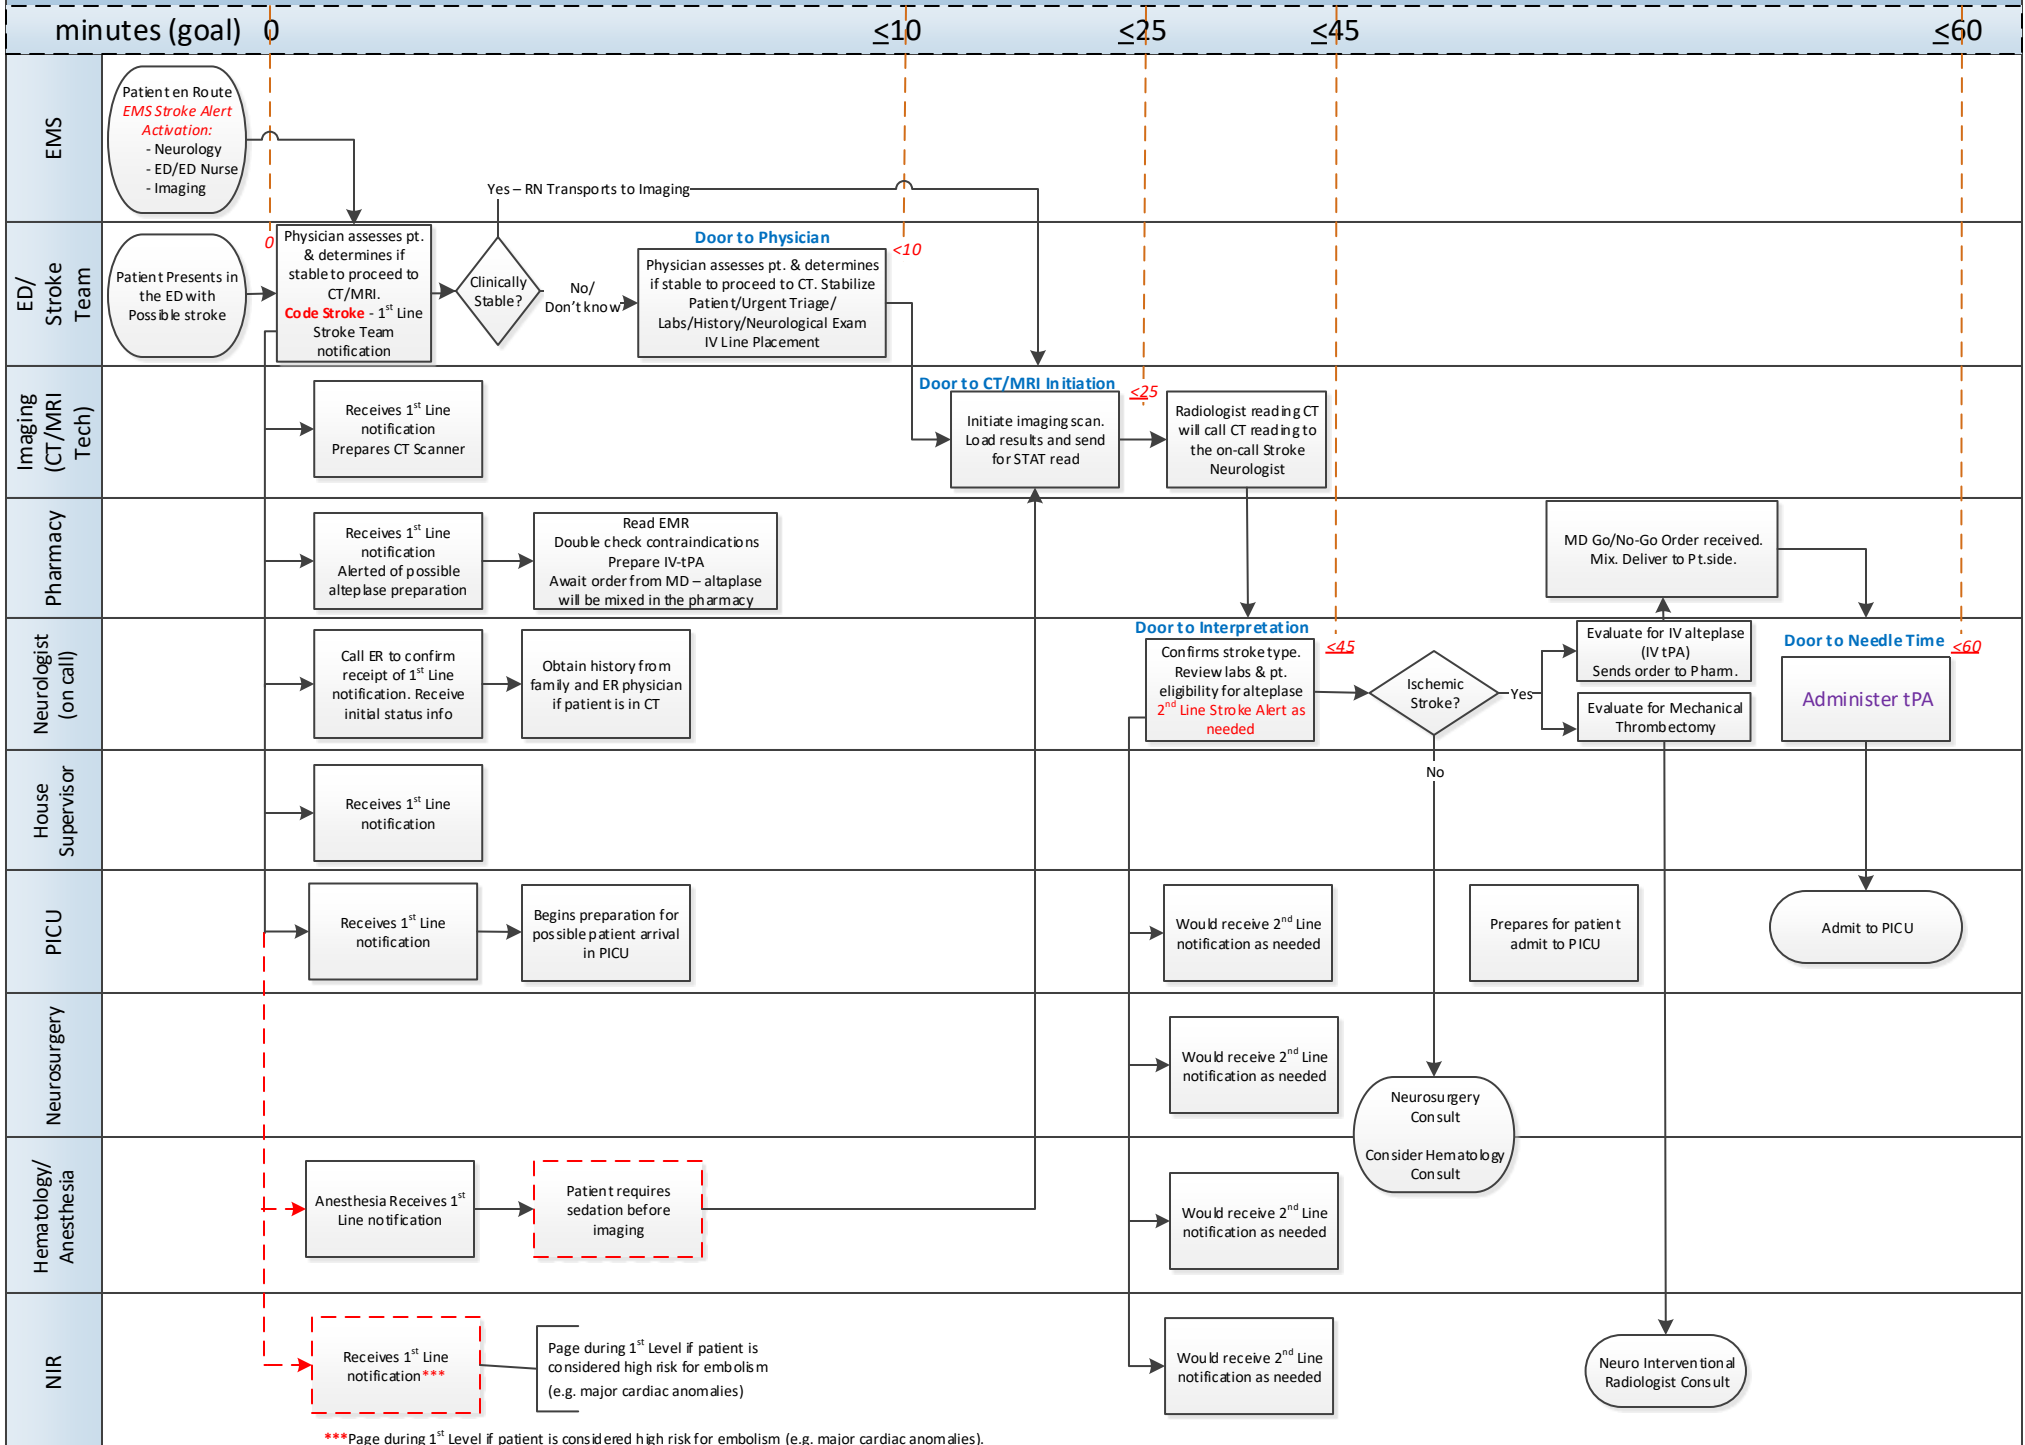 minutes (goal) 0 ≤10 ≤25 ≤45 ≤60
EMS
Patient en Route
EMS Stroke Alert
Activation:
- Neurology
- ED/ED Nurse
- Imaging
Yes – RN Transports to Imaging
ED/
Stroke
Team
Patient Presents in
the ED with
Possible stroke
0
Physician assesses pt.
& determines if
stable to proceed to
CT/MRI.
Code Stroke - 1st Line
Stroke Team
notification
Clinically
Stable?
No/
Don't know
Door to Physician
<10
Physician assesses pt. & determines
if stable to proceed to CT. Stabilize
Patient/Urgent Triage/
Labs/History/Neurological Exam
IV Line Placement
Imaging
(CT/MRI
Tech)
Receives 1st Line
notification
Prepares CT Scanner
Door to CT/MRI Initiation
≤25
Initiate imaging scan.
Load results and send
for STAT read
Radiologist reading CT
will call CT reading to
the on-call Stroke
Neurologist
Pharmacy
Receives 1st Line
notification
Alerted of possible
alteplase preparation
Read EMR
Double check contraindications
Prepare IV-tPA
Await order from MD – altaplase
will be mixed in the pharmacy
MD Go/No-Go Order received.
Mix. Deliver to Pt.side.
Neurologist
(on call)
Call ER to confirm
receipt of 1st Line
notification. Receive
initial status info
Obtain history from
family and ER physician
if patient is in CT
Door to Interpretation
≤45
Confirms stroke type.
Review labs & pt.
eligibility for alteplase
2nd Line Stroke Alert as
needed
Ischemic
Stroke?
Yes
No
Evaluate for IV alteplase
(IV tPA)
Sends order to Pharm.
Evaluate for Mechanical
Thrombectomy
Door to Needle Time
≤60
Administer tPA
House
Supervisor
Receives 1st Line
notification
PICU
Receives 1st Line
notification
Begins preparation for
possible patient arrival
in PICU
Would receive 2nd Line
notification as needed
Prepares for patient
admit to PICU
Admit to PICU
Neurosurgery
Would receive 2nd Line
notification as needed
Neurosurgery
Consult
Consider Hematology
Consult
Hematology/
Anesthesia
Anesthesia Receives 1st
Line notification
Patient requires
sedation before
imaging
Would receive 2nd Line
notification as needed
NIR
Receives 1st Line
notification***
Page during 1st Level if patient is
considered high risk for embolism
(e.g. major cardiac anomalies)
Would receive 2nd Line
notification as needed
Neuro Interventional
Radiologist Consult
***Page during 1st Level if patient is considered high risk for embolism (e.g. major cardiac anomalies).